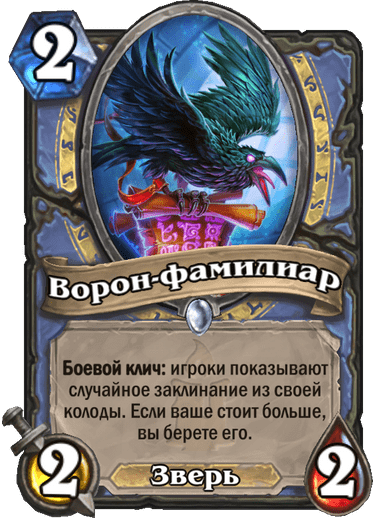 2
Ворон-фамилиар
Боевой клич: игроки показывают
случайное заклинание из своей
колоды. Если ваше стоит больше,
вы берете его.
2
Зверь
2